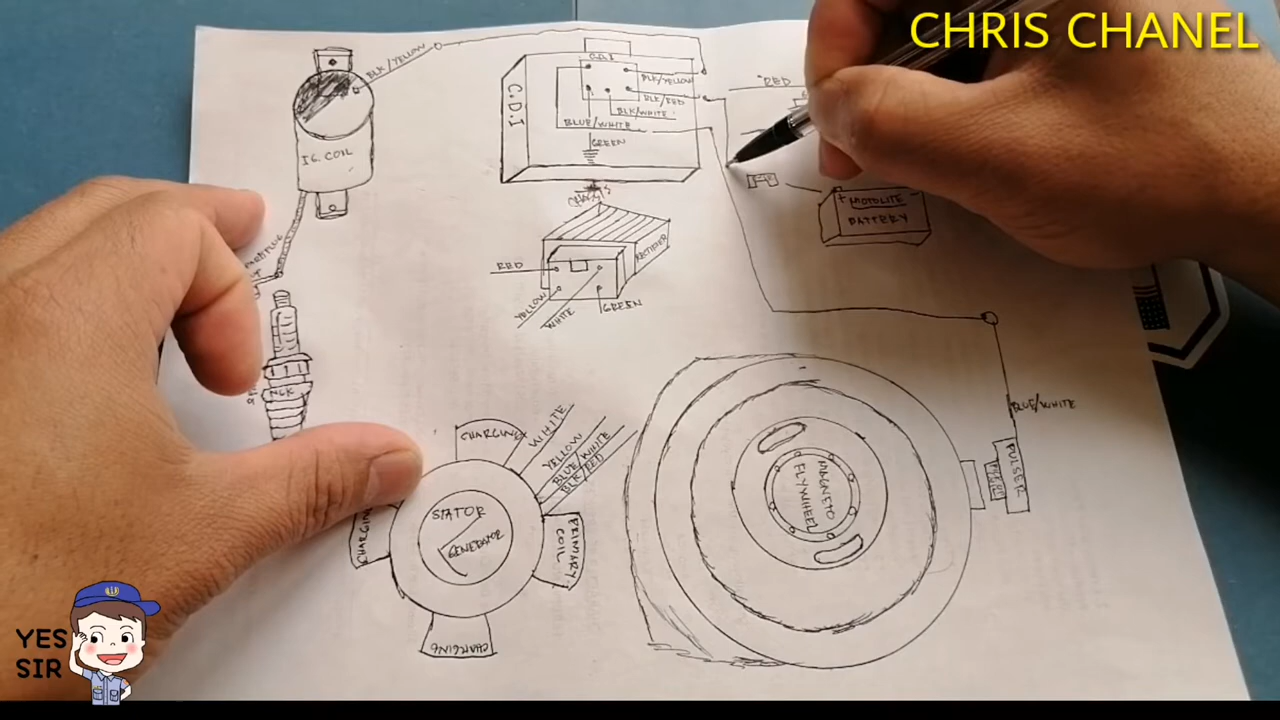 CHRIS CHANEL
BLK/YELLOW
IG. COIL
C.D.I
C.D.I
BLK/YELLOW
BLK/RED
BLK/WHITE
BLUE/WHITE
GREEN
CHASSIS
RED
+ MOTOLITE -
BATTERY
RECTIFIER
RED
YELLOW
WHITE
GREEN
NGK
CHARGING
WHITE
YELLOW
BLUE/WHITE
BLK/RED
STATOR
GENERATOR
CHARGING
PRIMARY
COIL
CHARGING
MAGNETO
FLYWHEEL
BLUE/WHITE
PULSER
YES
SIR